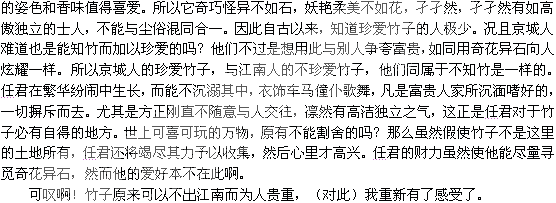 的姿色和香味值得喜爱。所以它奇巧怪异不如石，妖艳柔美不如花，孑孑然，孑孑然有如高
傲独立的士人，不能与尘俗混同合一。因此自古以来，知道珍爱竹子的人极少。况且京城人
难道也是能知竹而加以珍爱的吗？他们不过是想用此与别人争夸富贵，如同用奇花异石向人
炫耀一样。所以京城人的珍爱竹子，与江南人的不珍爱竹子，他们同属于不知竹是一样的。
任君在繁华纷闹中生长，而能不沉溺其中，衣饰车马僮仆歌舞，凡是富贵人家所沉湎嗜好的，
一切摒斥而去。尤其是方正刚直不随意与人交往，凛然有高洁独立之气，这正是任君对于竹
子必有自得的地方。世上可喜可玩的万物，原有不能割舍的吗？那么虽然假使竹子不是这里
的土地所有，任君还将竭尽其力予以收集，然后心里才高兴。任君的财力虽然使他能尽量寻
觅奇花异石，然而他的爱好本不在此啊。
可叹啊！竹子原来可以不出江南而为人贵重，（对此）我重新有了感受了。